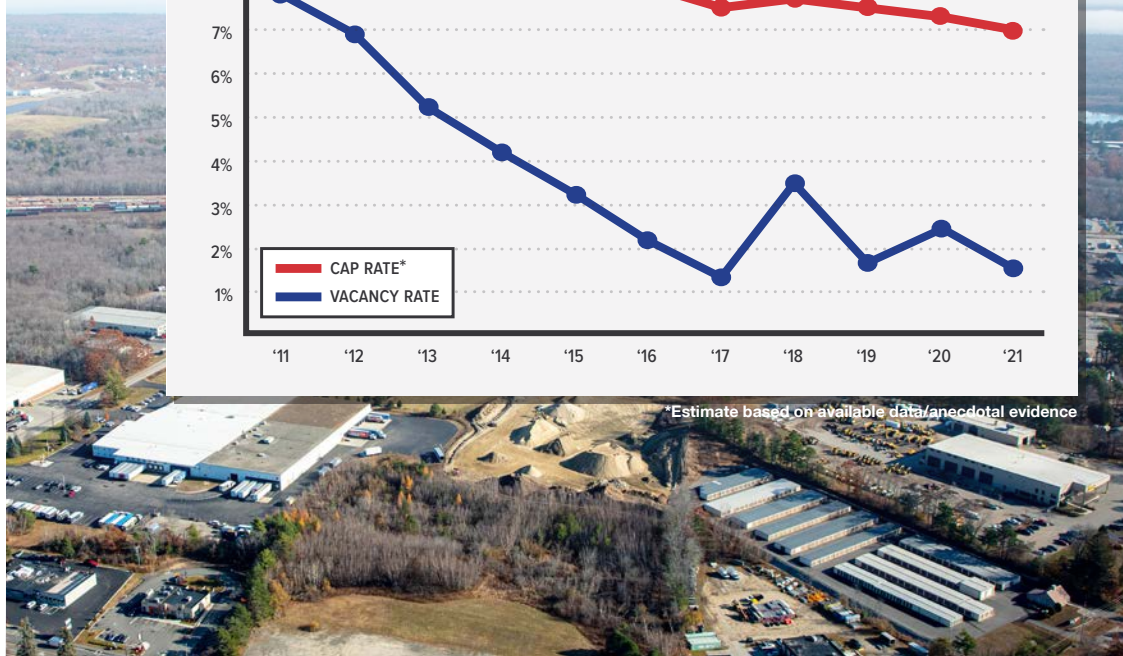 7%
6%
5%
4%
3%
2%
1%
CAP RATE*
VACANCY RATE
‘11 ‘12 ‘13 ‘14 ‘15 ‘16 ‘17 ‘18 ‘19 ‘20 ‘21
*Estimate based on available data/anecdotal evidence